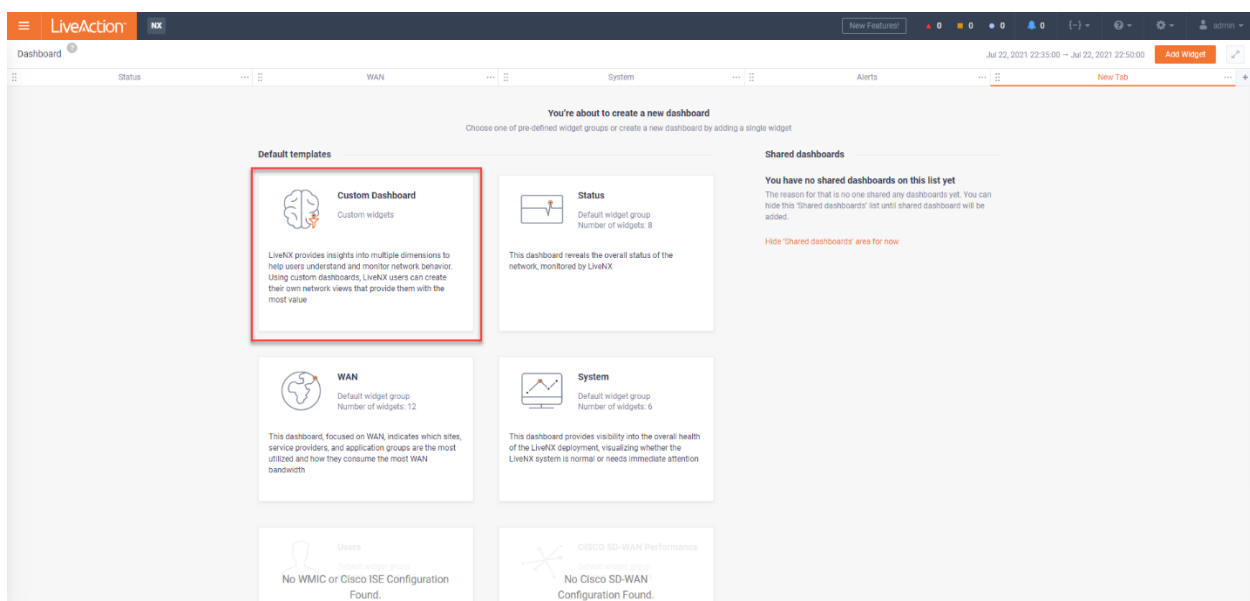 LiveAction NX New Features! 0 0 0 0 {−} admin
Dashboard Jul 22, 2021 22:35:00 → Jul 22, 2021 22:50:00 Add Widget
Status WAN System Alerts New Tab +
You're about to create a new dashboard
Choose one of pre-defined widget groups or create a new dashboard by adding a single widget
Default templates
Custom Dashboard
Custom widgets
LiveNX provides insights into multiple dimensions to
help users understand and monitor network behavior.
Using custom dashboards, LiveNX users can create
their own network views that provide them with the
most value
Status
Default widget group
Number of widgets: 8
This dashboard reveals the overall status of the
network, monitored by LiveNX
WAN
Default widget group
Number of widgets: 12
This dashboard, focused on WAN, indicates which sites,
service providers, and application groups are the most
utilized and how they consume the most WAN
bandwidth
System
Default widget group
Number of widgets: 6
This dashboard provides visibility into the overall health
of the LiveNX deployment, visualizing whether the
LiveNX system is normal or needs immediate attention
Users
Default widget group
No WMIC or Cisco ISE Configuration
Found.
CISCO SD-WAN Performance
Default widget group
No Cisco SD-WAN
Configuration Found.
Shared dashboards
You have no shared dashboards on this list yet
The reason for that is no one shared any dashboards yet. You can
hide this 'Shared dashboards' list until shared dashboard will be
added.
Hide 'Shared dashboards' area for now